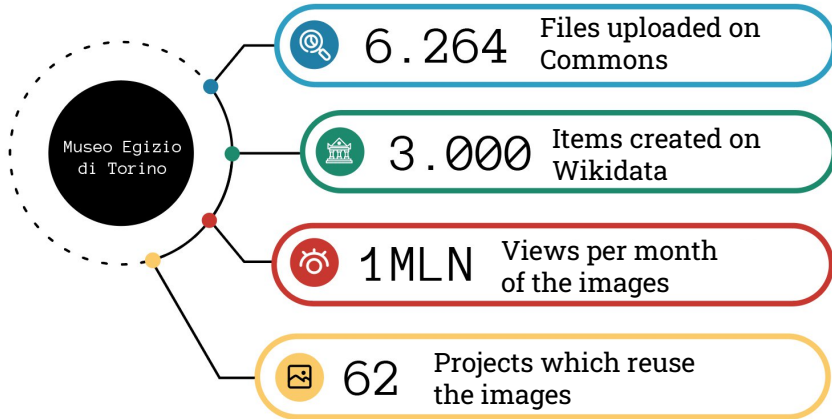 Museo Egizio
di Torino
6.264
Files uploaded on
Commons
3.000
Items created on
Wikidata
1MLN
Views per month
of the images
62
Projects which reuse
the images